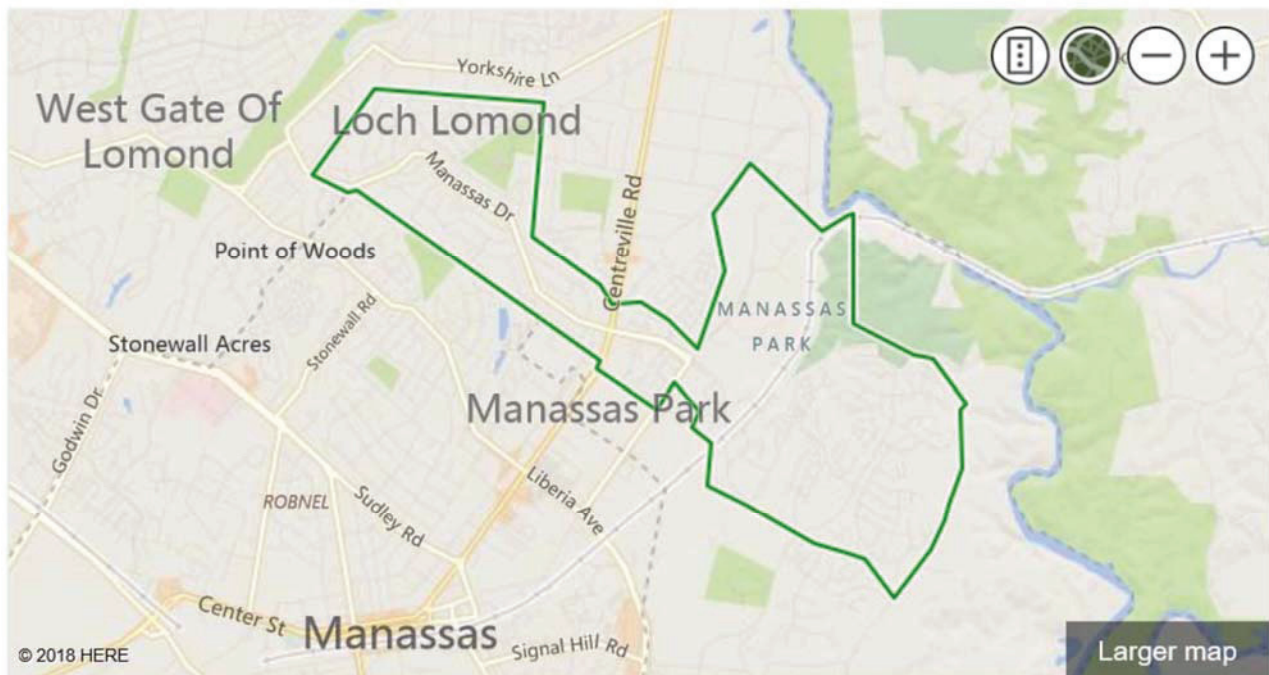 Yorkshire Ln
West Gate Of
Lomond
Loch Lomond
Manassas Dr
Centreville Rd
Point of Woods
Stonewall Rd
MANASSAS
PARK
Stonewall Acres
Godwin Dr
Manassas Park
Liberia Ave
ROBNEL
Sudley Rd
Center St
Manassas
Signal Hill Rd
© 2018 HERE
Larger map